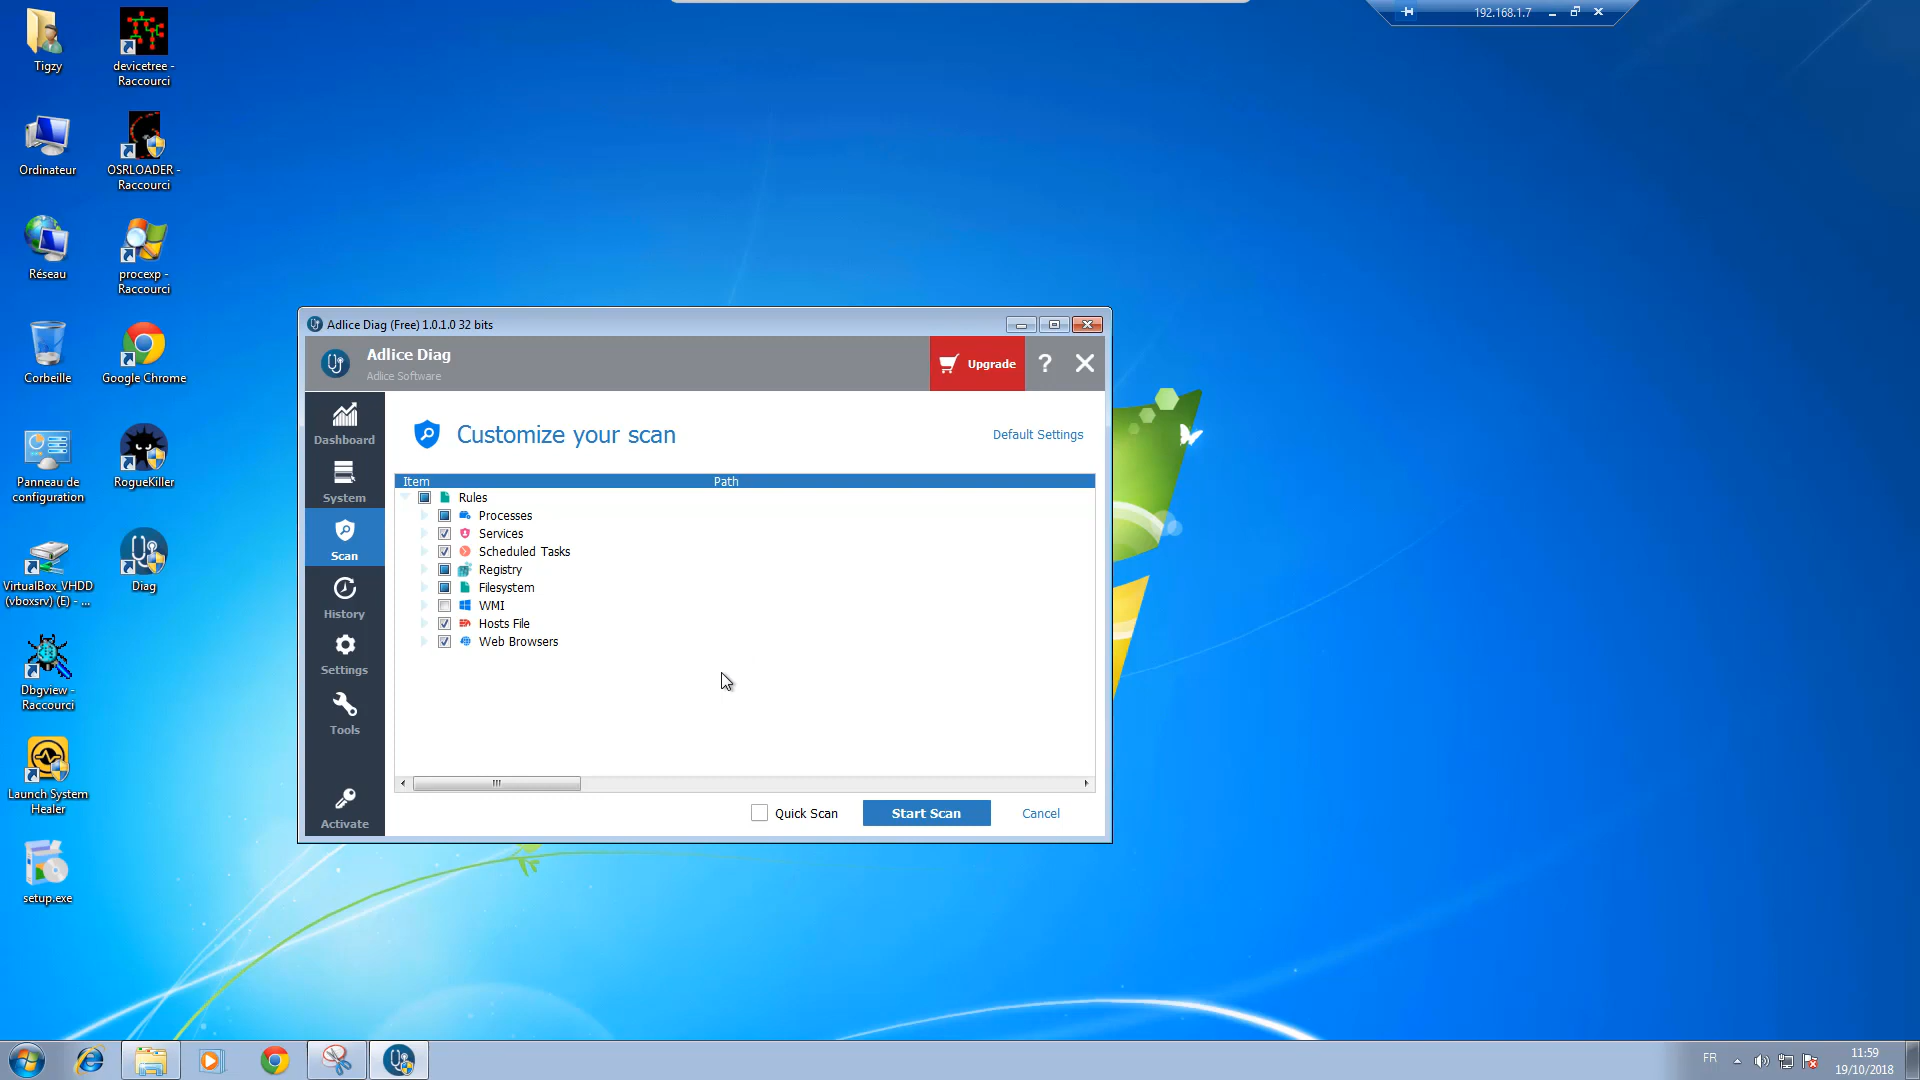 192.168.1.7
Tigzy
devicetree -
Raccourci
Ordinateur
OSRLOADER -
Raccourci
Réseau
procexp -
Raccourci
Corbeille
Google Chrome
Panneau de
configuration
RogueKiller
VirtualBox_VHDD
(vboxsrv) (E) - ...
Diag
Dbgview -
Raccourci
Launch System
Healer
setup.exe
Adlice Diag (Free) 1.0.1.0 32 bits
Adlice Diag
Adlice Software
Upgrade
?
Dashboard
System
Scan
History
Settings
Tools
Activate
Customize your scan
Default Settings
Item Path
Rules
Processes
Services
Scheduled Tasks
Registry
Filesystem
WMI
Hosts File
Web Browsers
Quick Scan
Start Scan
Cancel
FR
11:59
19/10/2018